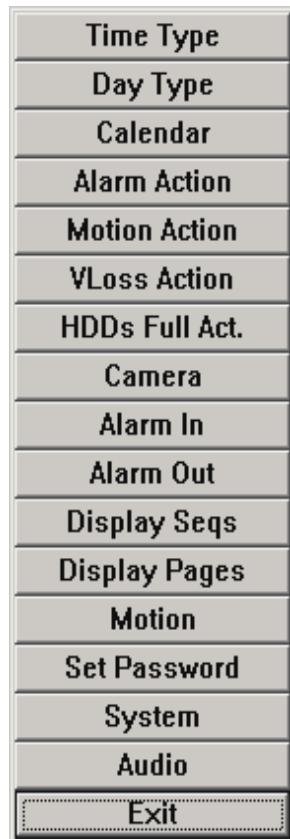 Time Type
Day Type
Calendar
Alarm Action
Motion Action
VLoss Action
HDDs Full Act.
Camera
Alarm In
Alarm Out
Display Seqs
Display Pages
Motion
Set Password
System
Audio
Exit